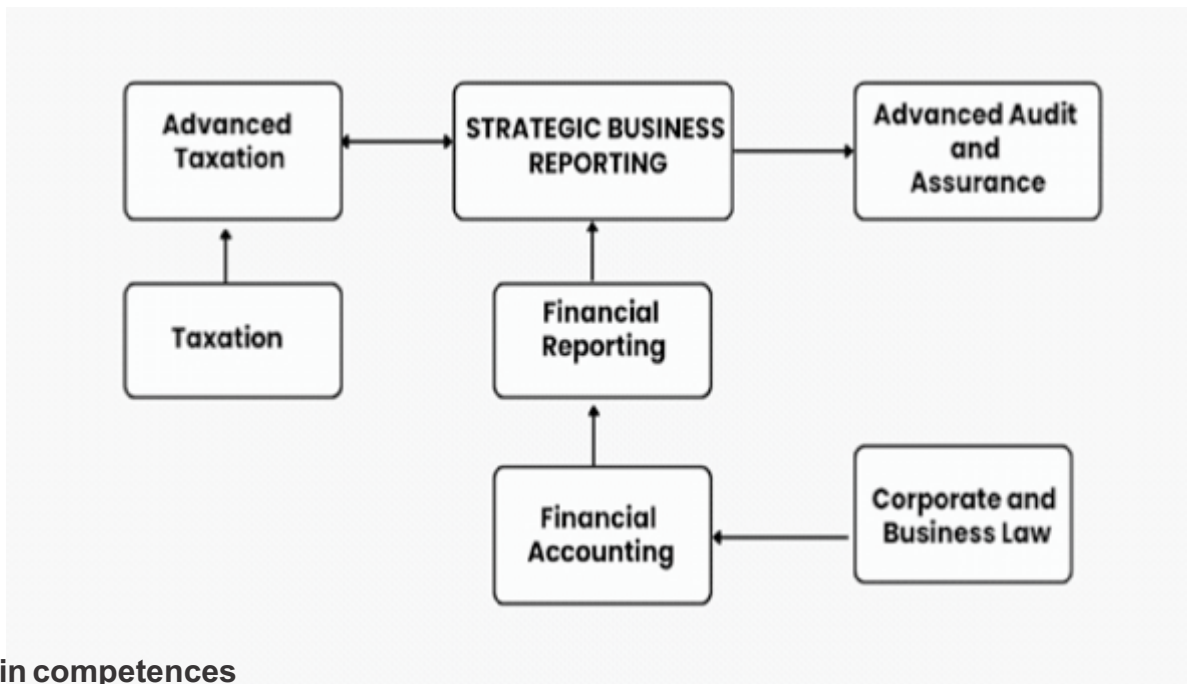 Advanced
Taxation
STRATEGIC BUSINESS
REPORTING
Advanced Audit
and
Assurance
Taxation
Financial
Reporting
Financial
Accounting
Corporate and
Business Law
in competences